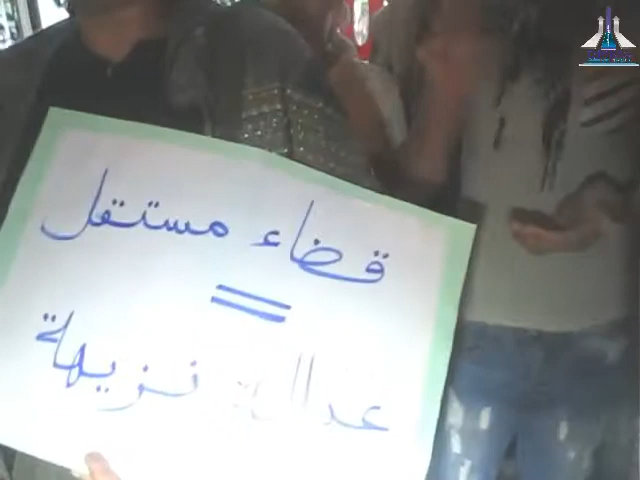 قضاء مستقل
=
عدالة نزيهة